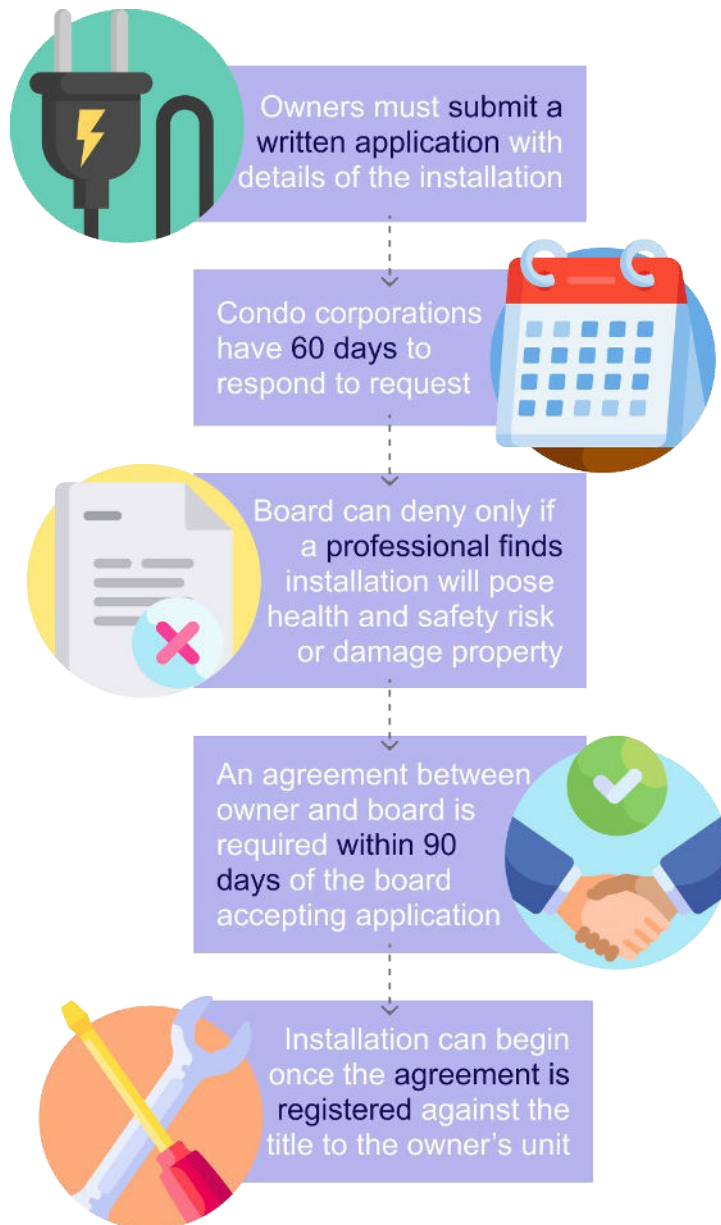 Owners must submit a
written application with
details of the installation
Condo corporations
have 60 days to
respond to request
Board can deny only if
a professional finds
installation will pose
health and safety risk
or damage property
An agreement between
owner and board is
required within 90
days of the board
accepting application
Installation can begin
once the agreement is
registered against the
title to the owner's unit